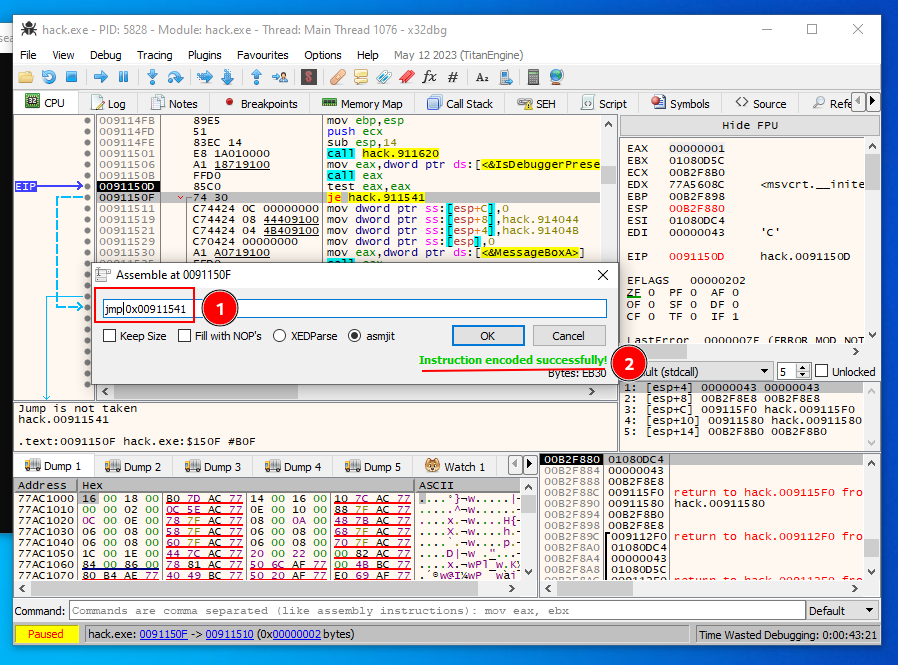 hack.exe - PID: 5828 - Module: hack.exe - Thread: Main Thread 1076 - x32dbg
File View Debug Tracing Plugins Favourites Options Help May 12 2023 (TitanEngine)
CPU Log Notes Breakpoints Memory Map Call Stack SEH Script Symbols Source Refe
009114FB 89E5 mov ebp,esp
009114FD 51 push ecx
009114FE 83EC 14 sub esp,14
00911501 E8 1A010000 call hack.911620
00911506 A1 18719100 mov eax,dword ptr ds:[<&IsDebuggerPrese
0091150B FFD0 call eax
EIP 0091150D 85C0 test eax,eax
0091150F 74 30 je hack.911541
00911511 C74424 0C 00000000 mov dword ptr ss:[esp+C],0
00911519 C74424 08 44409100 mov dword ptr ss:[esp+8],hack.914044
00911521 C74424 04 4B409100 mov dword ptr ss:[esp+4],hack.91404B
00911529 C70424 00000000 mov dword ptr ss:[esp],0
00911530 A1 A0719100 mov eax,dword ptr ds:[<&MessageBoxA>]
Hide FPU
EAX 00000001
EBX 01080D5C
ECX 00B2F8B0
EDX 77A5608C <msvcrt.__inite
EBP 00B2F898
ESP 00B2F880
ESI 01080DC4
EDI 00000043 'C'
EIP 0091150D hack.0091150D
EFLAGS 00000202
ZF 0 PF 0 AF 0
OF 0 SF 0 DF 0
CF 0 TF 0 IF 1
LastError 0000007F (ERROR_MOD_NOT
Assemble at 0091150F
jmp 0x00911541
1
Keep Size Fill with NOP's XEDParse asmjit OK Cancel
Instruction encoded successfully!
2
Bytes: EB30
ult (stdcall) 5 Unlocked
1: [esp+4] 00000043 00000043
2: [esp+8] 00B2F8E8 00B2F8E8
3: [esp+C] 009115F0 hack.009115F0
4: [esp+10] 00911580 hack.00911580
5: [esp+14] 00B2F8B0 00B2F8B0
Jump is not taken
hack.00911541
.text:0091150F hack.exe:$150F #B0F
Dump 1 Dump 2 Dump 3 Dump 4 Dump 5 Watch 1
Address Hex ASCII
77AC1000 16 00 18 00 B0 7D AC 77 14 00 16 00 10 7C AC 77
77AC1010 00 00 02 00 0C 5E AC 77 0E 00 10 00 88 7F AC 77
77AC1020 0C 00 0E 00 78 7F AC 77 08 00 0A 00 48 7B AC 77
77AC1030 06 00 08 00 58 7F AC 77 06 00 08 00 68 7F AC 77
77AC1040 06 00 08 00 60 7F AC 77 06 00 08 00 70 7F AC 77
77AC1050 1C 00 1E 00 44 7C AC 77 20 00 22 00 00 82 AC 77
77AC1060 84 00 86 00 78 81 AC 77 50 6C AF 77 00 4B BC 77
77AC1070 80 B4 AE 77 40 49 BC 77 50 20 AF 77 E0 69 AF 77
00B2F880 01080DC4
00B2F884 00000043
00B2F888 00B2F8E8
00B2F88C 009115F0 return to hack.009115F0 fro
00B2F890 00911580 hack.00911580
00B2F894 00B2F8B0
00B2F898 00B2F8E8
00B2F89C 009112F0 return to hack.009112F0 fro
00B2F8A0 01080DC4
00B2F8A4 00000043
00B2F8A8 01080D5C
Command: Commands are comma separated (like assembly instructions): mov eax, ebx Default
Paused hack.exe: 0091150F -> 00911510 (0x00000002 bytes) Time Wasted Debugging: 0:00:43:21